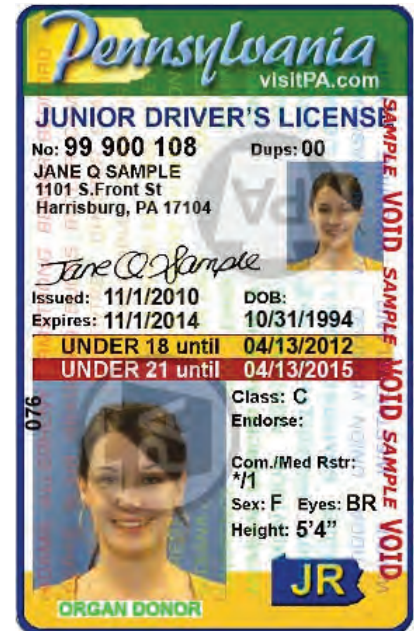 Pennsylvania
visitPA.com
JUNIOR DRIVER'S LICENSE
No: 99 900 108 Dups: 00
JANE Q SAMPLE
1101 S.Front St
Harrisburg, PA 17104
Jane Q Sample
Issued: 11/1/2010 DOB:
Expires: 11/1/2014 10/31/1994
UNDER 18 until 04/13/2012
UNDER 21 until 04/13/2015
076
Class: C
Endorse:
Com./Med Rstr:
*/1
Sex: F Eyes: BR
Height: 5'4"
JR
ORGAN DONOR
SAMPLE VOID SAMPLE VOID SAMPLE VOID
PA
PA